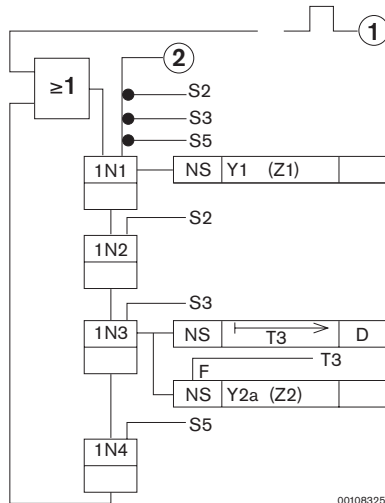 1
≥1
2
S2
S3
S5
1N1
NS Y1 (Z1)
S2
1N2
S3
1N3
NS T3 D
T3
F
NS Y2a (Z2)
S5
1N4
00108325